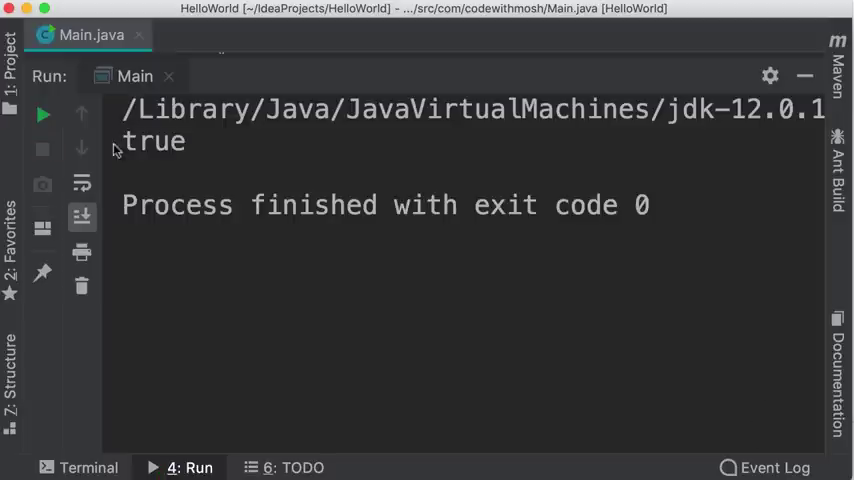 HelloWorld [~/IdeaProjects/HelloWorld] - .../src/com/codewithmosh/Main.java [HelloWorld]
Main.java
Run: Main
/Library/Java/JavaVirtualMachines/jdk-12.0.1
true
Process finished with exit code 0
1: Project
2: Favorites
Z: Structure
m
Maven
Ant Build
Documentation
Terminal 4: Run 6: TODO Event Log